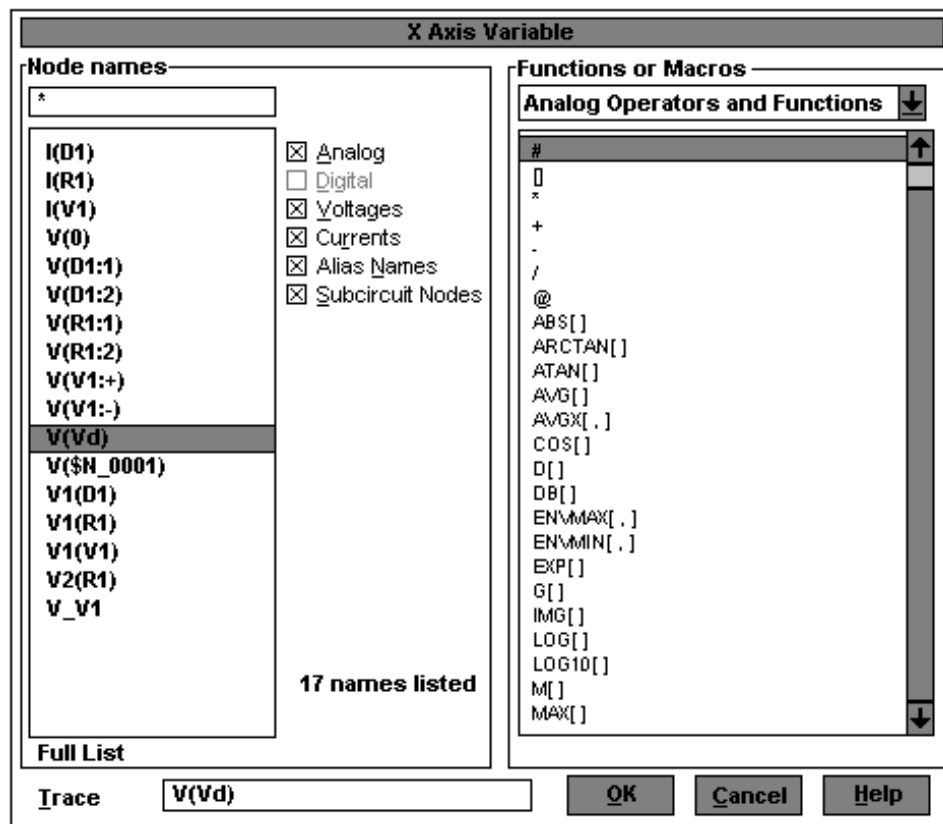 X Axis Variable
Node names
*
I(D1)
I(R1)
I(V1)
V(0)
V(D1:1)
V(D1:2)
V(R1:1)
V(R1:2)
V(V1:+)
V(V1:-)
V(Vd)
V($N_0001)
V1(D1)
V1(R1)
V1(V1)
V2(R1)
V_V1
Analog
Digital
Voltages
Currents
Alias Names
Subcircuit Nodes
17 names listed
Full List
Functions or Macros
Analog Operators and Functions
#
[]
*
+
-
/
@
ABS[ ]
ARCTAN[ ]
ATAN[ ]
AVG[ ]
AVGX[ , ]
COS[ ]
D[ ]
DB[ ]
ENVMAX[ , ]
ENVMIN[ , ]
EXP[ ]
G[ ]
IMG[ ]
LOG[ ]
LOG10[ ]
M[ ]
MAX[ ]
Trace
V(Vd)
OK
Cancel
Help